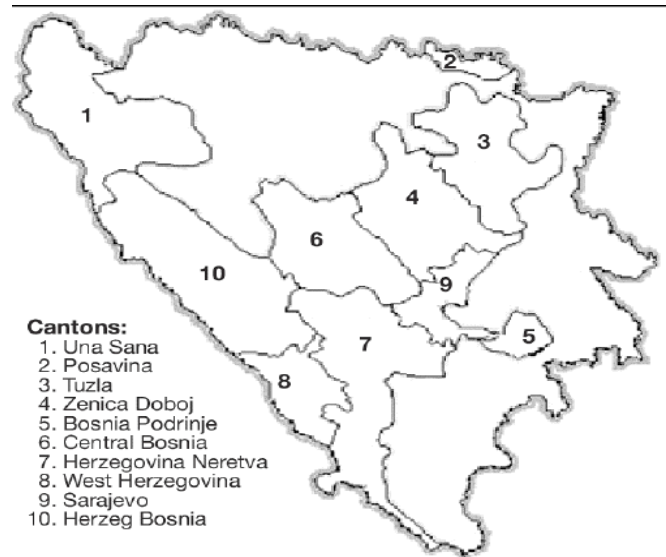 2
1
3
4
6
10
9
5
7
8
Cantons:
1. Una Sana
2. Posavina
3. Tuzla
4. Zenica Doboj
5. Bosnia Podrinje
6. Central Bosnia
7. Herzegovina Neretva
8. West Herzegovina
9. Sarajevo
10. Herzeg Bosnia